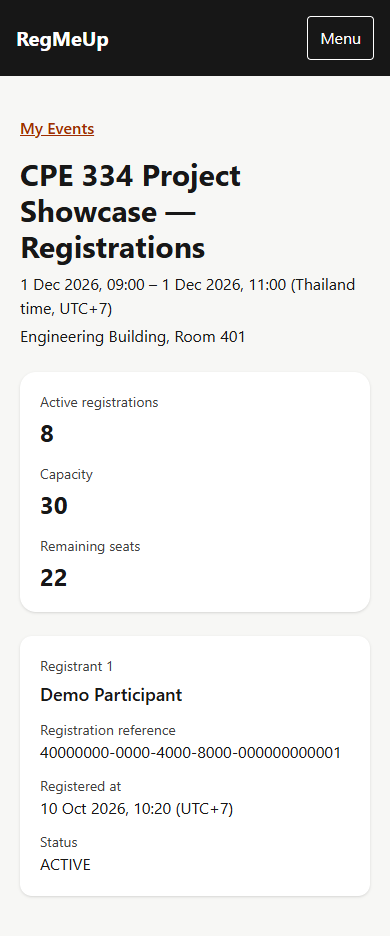 RegMeUp
Menu
My Events
CPE 334 Project
Showcase —
Registrations
1 Dec 2026, 09:00 – 1 Dec 2026, 11:00 (Thailand
time, UTC+7)
Engineering Building, Room 401
Active registrations
8
Capacity
30
Remaining seats
22
Registrant 1
Demo Participant
Registration reference
40000000-0000-4000-8000-000000000001
Registered at
10 Oct 2026, 10:20 (UTC+7)
Status
ACTIVE